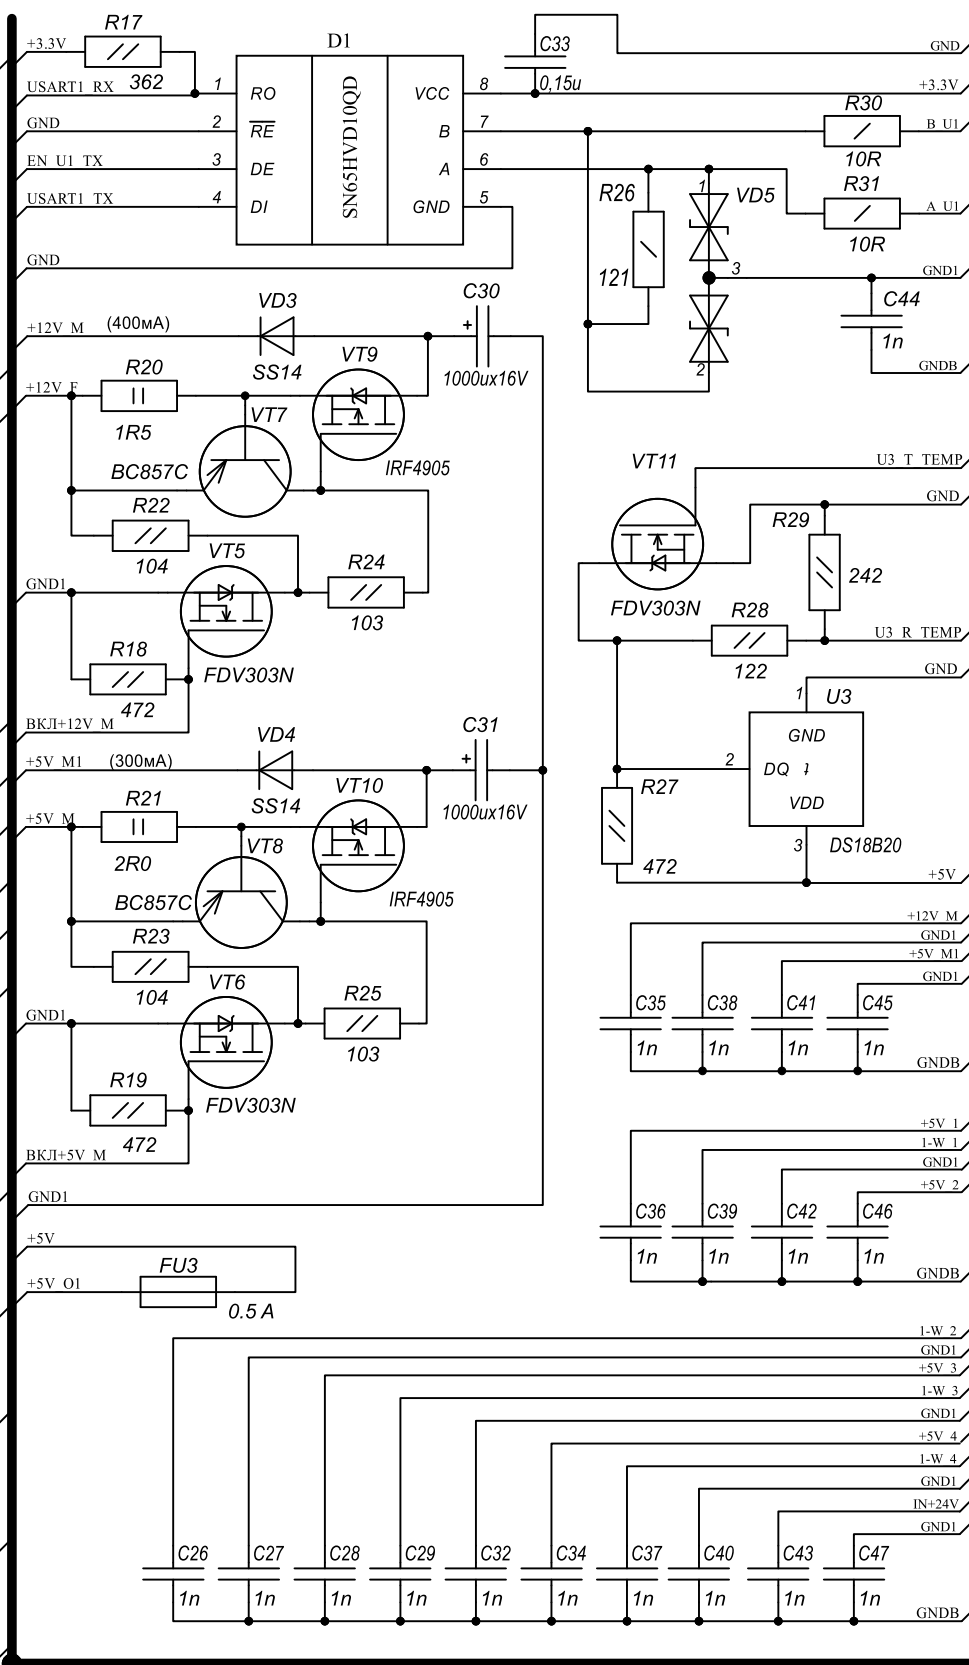 R17
+3.3V
362
USART1_RX
GND
EN_U1_TX
USART1_TX
GND
D1
SN65HVD10QD
1
RO
2
RE
3
DE
4
DI
VCC
8
B
7
A
6
GND
5
C33
0,15u
GND
+3.3V
R30
B_U1
10R
R31
A_U1
10R
R26
121
1
VD5
3
2
GND1
C44
1n
GNDB
+12V_M
(400мА)
VD3
SS14
C30
+
1000ux16V
VT9
IRF4905
+12V_F
R20
1R5
VT7
BC857C
R22
104
VT5
GND1
FDV303N
R24
103
R18
472
ВКЛ+12V_M
VT11
U3_T_TEMP
GND
R29
242
FDV303N
R28
122
U3_R_TEMP
GND
1
U3
GND
2
DQ
VDD
3
DS18B20
R27
472
+5V
+5V_M1
(300мА)
VD4
SS14
C31
+
1000ux16V
VT10
IRF4905
+5V_M
R21
2R0
VT8
BC857C
R23
104
VT6
GND1
FDV303N
R25
103
R19
472
ВКЛ+5V_M
GND1
+5V
+5V_O1
FU3
0.5 A
+12V_M
GND1
+5V_M1
GND1
C35
C38
C41
C45
1n
1n
1n
1n
GNDB
+5V_1
1-W_1
GND1
+5V_2
C36
C39
C42
C46
1n
1n
1n
1n
GNDB
1-W_2
GND1
+5V_3
1-W_3
GND1
+5V_4
1-W_4
GND1
IN+24V
GND1
C26
C27
C28
C29
C32
C34
C37
C40
C43
C47
1n
1n
1n
1n
1n
1n
1n
1n
1n
1n
GNDB